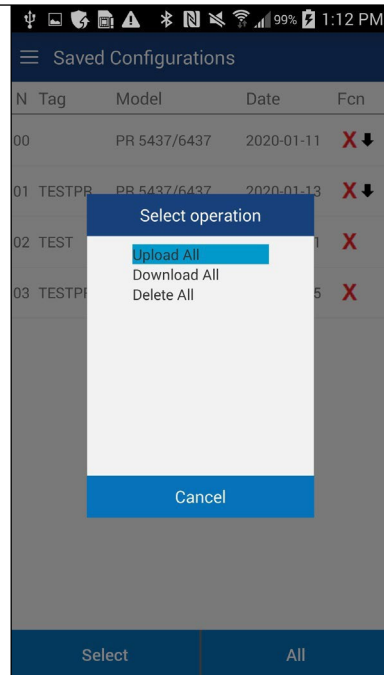 99% 1:12 PM
Saved Configurations
N Tag Model Date Fcn
00 PR 5437/6437 2020-01-11 X
01 TESTPR PR 5437/6437 2020-01-13 X
Select operation
02 TEST 1 X
Upload All
Download All
03 TESTPR 5 X
Delete All
Cancel
Select All